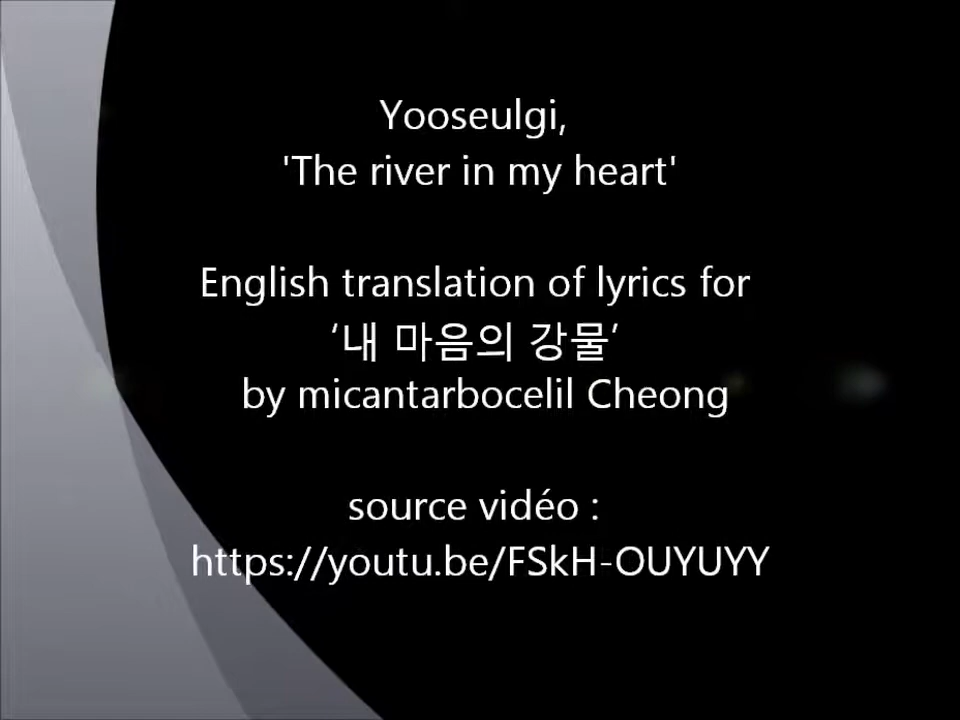 Yooseulgi,
'The river in my heart'
English translation of lyrics for
‘내 마음의 강물’
by micantarbocelil Cheong
source vidéo :
https://youtu.be/FSkH-OUYUYY